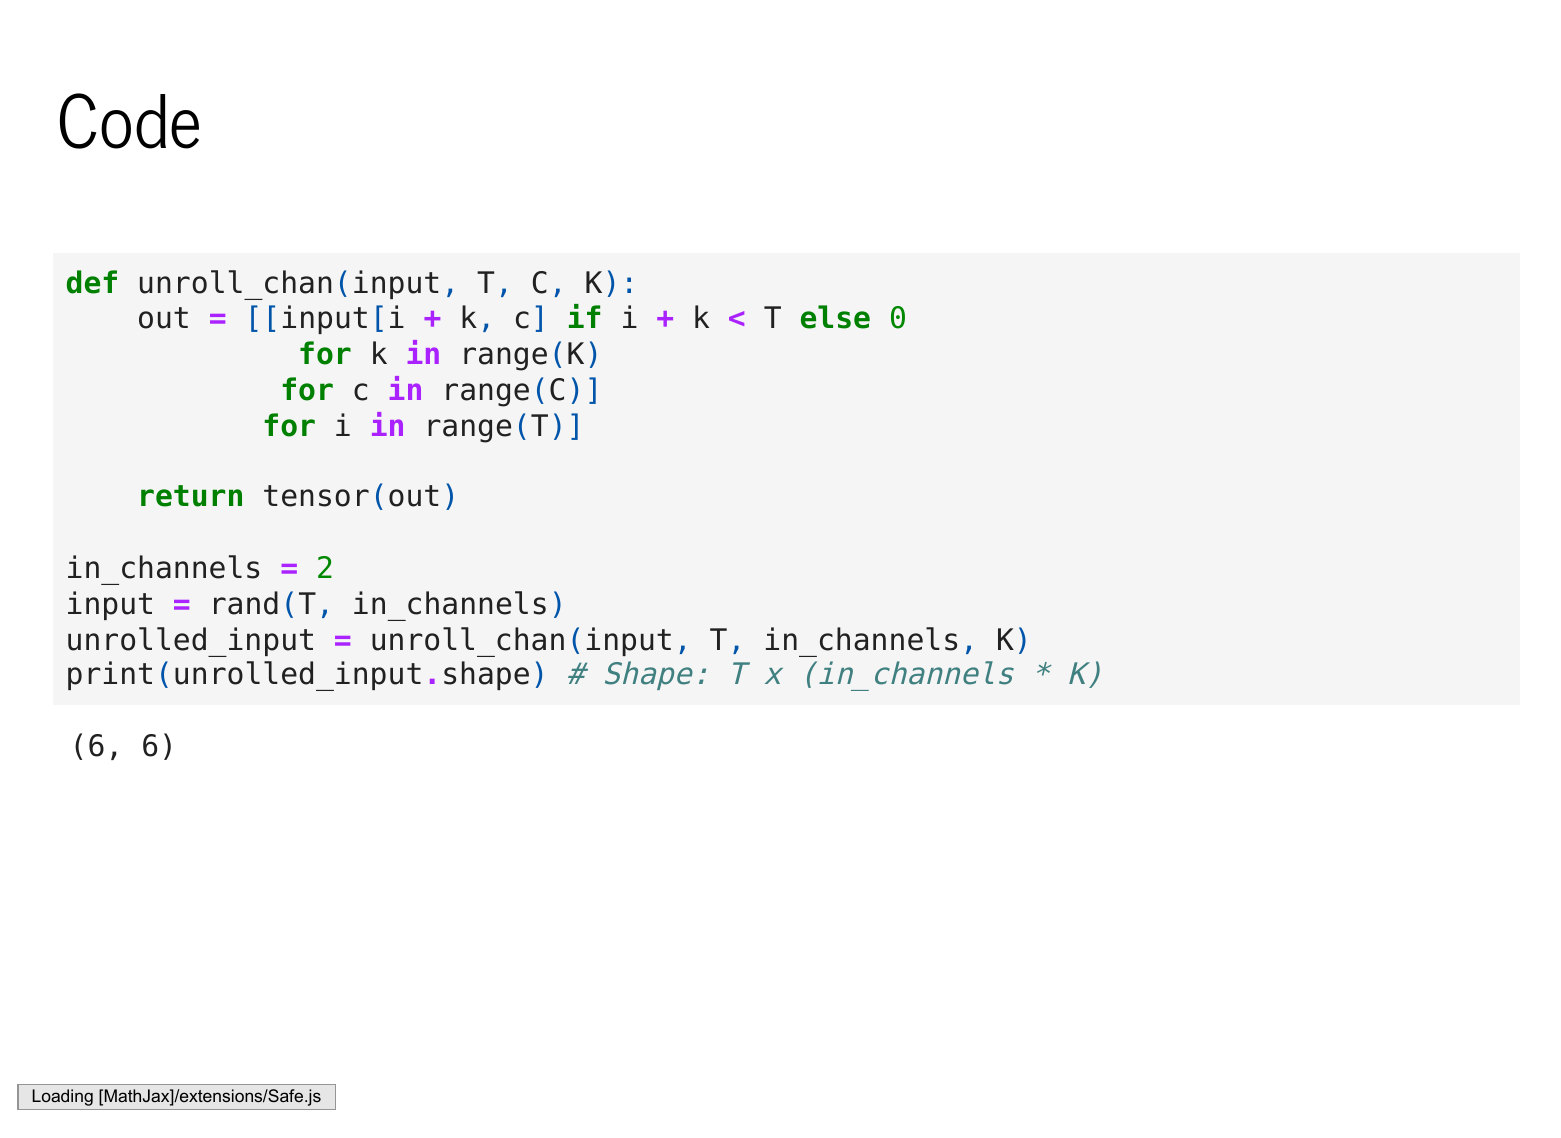 Code
def unroll_chan(input, T, C, K):
    out = [[input[i + k, c] if i + k < T else 0
             for k in range(K)
            for c in range(C)]
           for i in range(T)]

    return tensor(out)

in_channels = 2
input = rand(T, in_channels)
unrolled_input = unroll_chan(input, T, in_channels, K)
print(unrolled_input.shape) # Shape: T x (in_channels * K)
(6, 6)
Loading [MathJax]/extensions/Safe.js